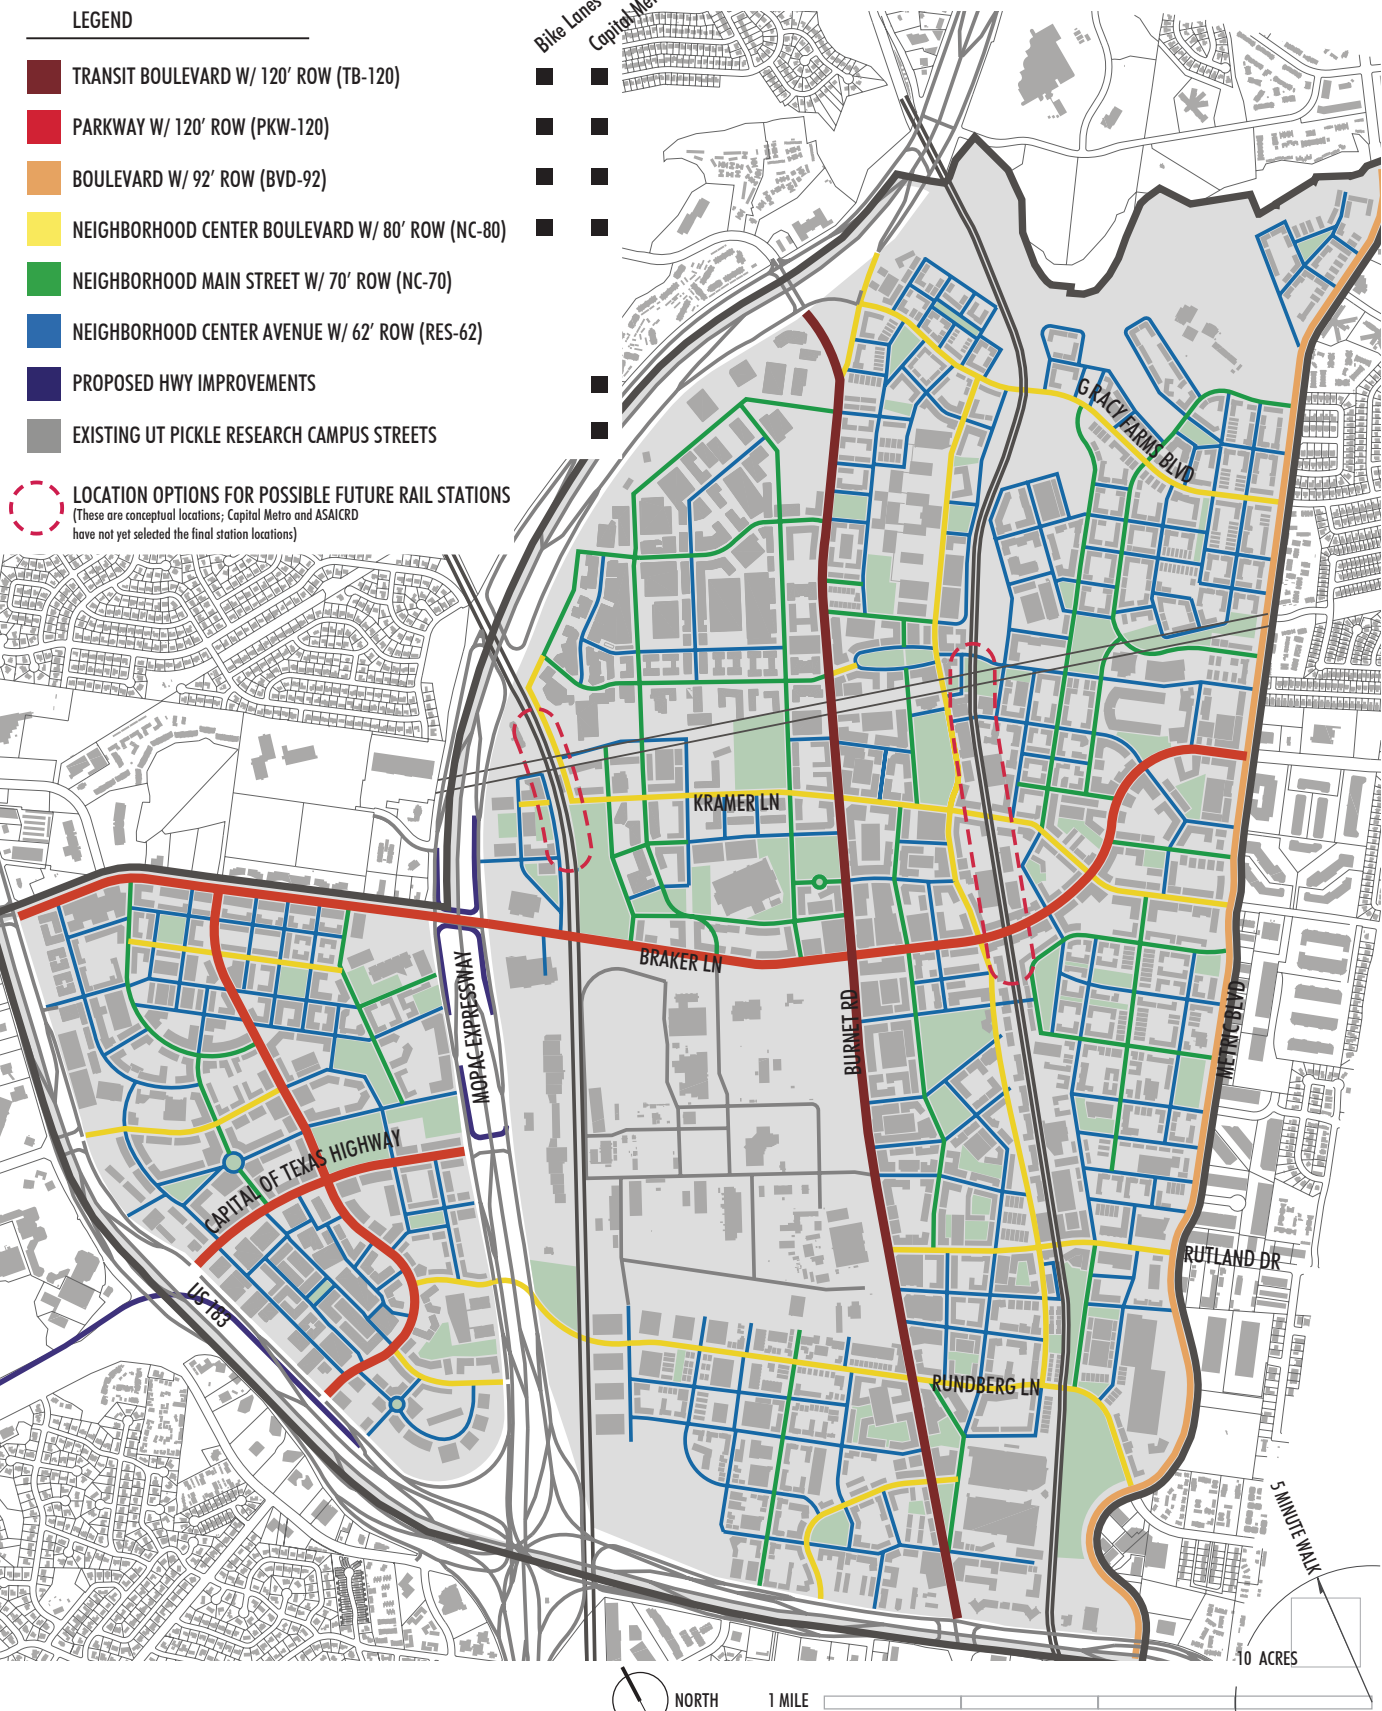 LEGEND
Bike Lanes
TRANSIT BOULEVARD W/ 120' ROW (TB-120)
PARKWAY W/ 120' ROW (PKW-120)
BOULEVARD W/ 92' ROW (BVD-92)
NEIGHBORHOOD CENTER BOULEVARD W/ 80' ROW (NC-80)
NEIGHBORHOOD MAIN STREET W/ 70' ROW (NC-70)
NEIGHBORHOOD CENTER AVENUE W/ 62' ROW (RES-62)
PROPOSED HWY IMPROVEMENTS
EXISTING UT PICKLE RESEARCH CAMPUS STREETS
LOCATION OPTIONS FOR POSSIBLE FUTURE RAIL STATIONS
(These are conceptual locations; Capital Metro and ASAICRD
have not yet selected the final station locations)
GRACY FARMS BLVD
KRAMER LN
BRAKER LN
MOPAC EXPRESSWAY
BURNET RD
METRIC BLVD
CAPITAL OF TEXAS HIGHWAY
US 183
RUTLAND DR
RUNDBERG LN
5 MINUTE WALK
10 ACRES
NORTH
1 MILE